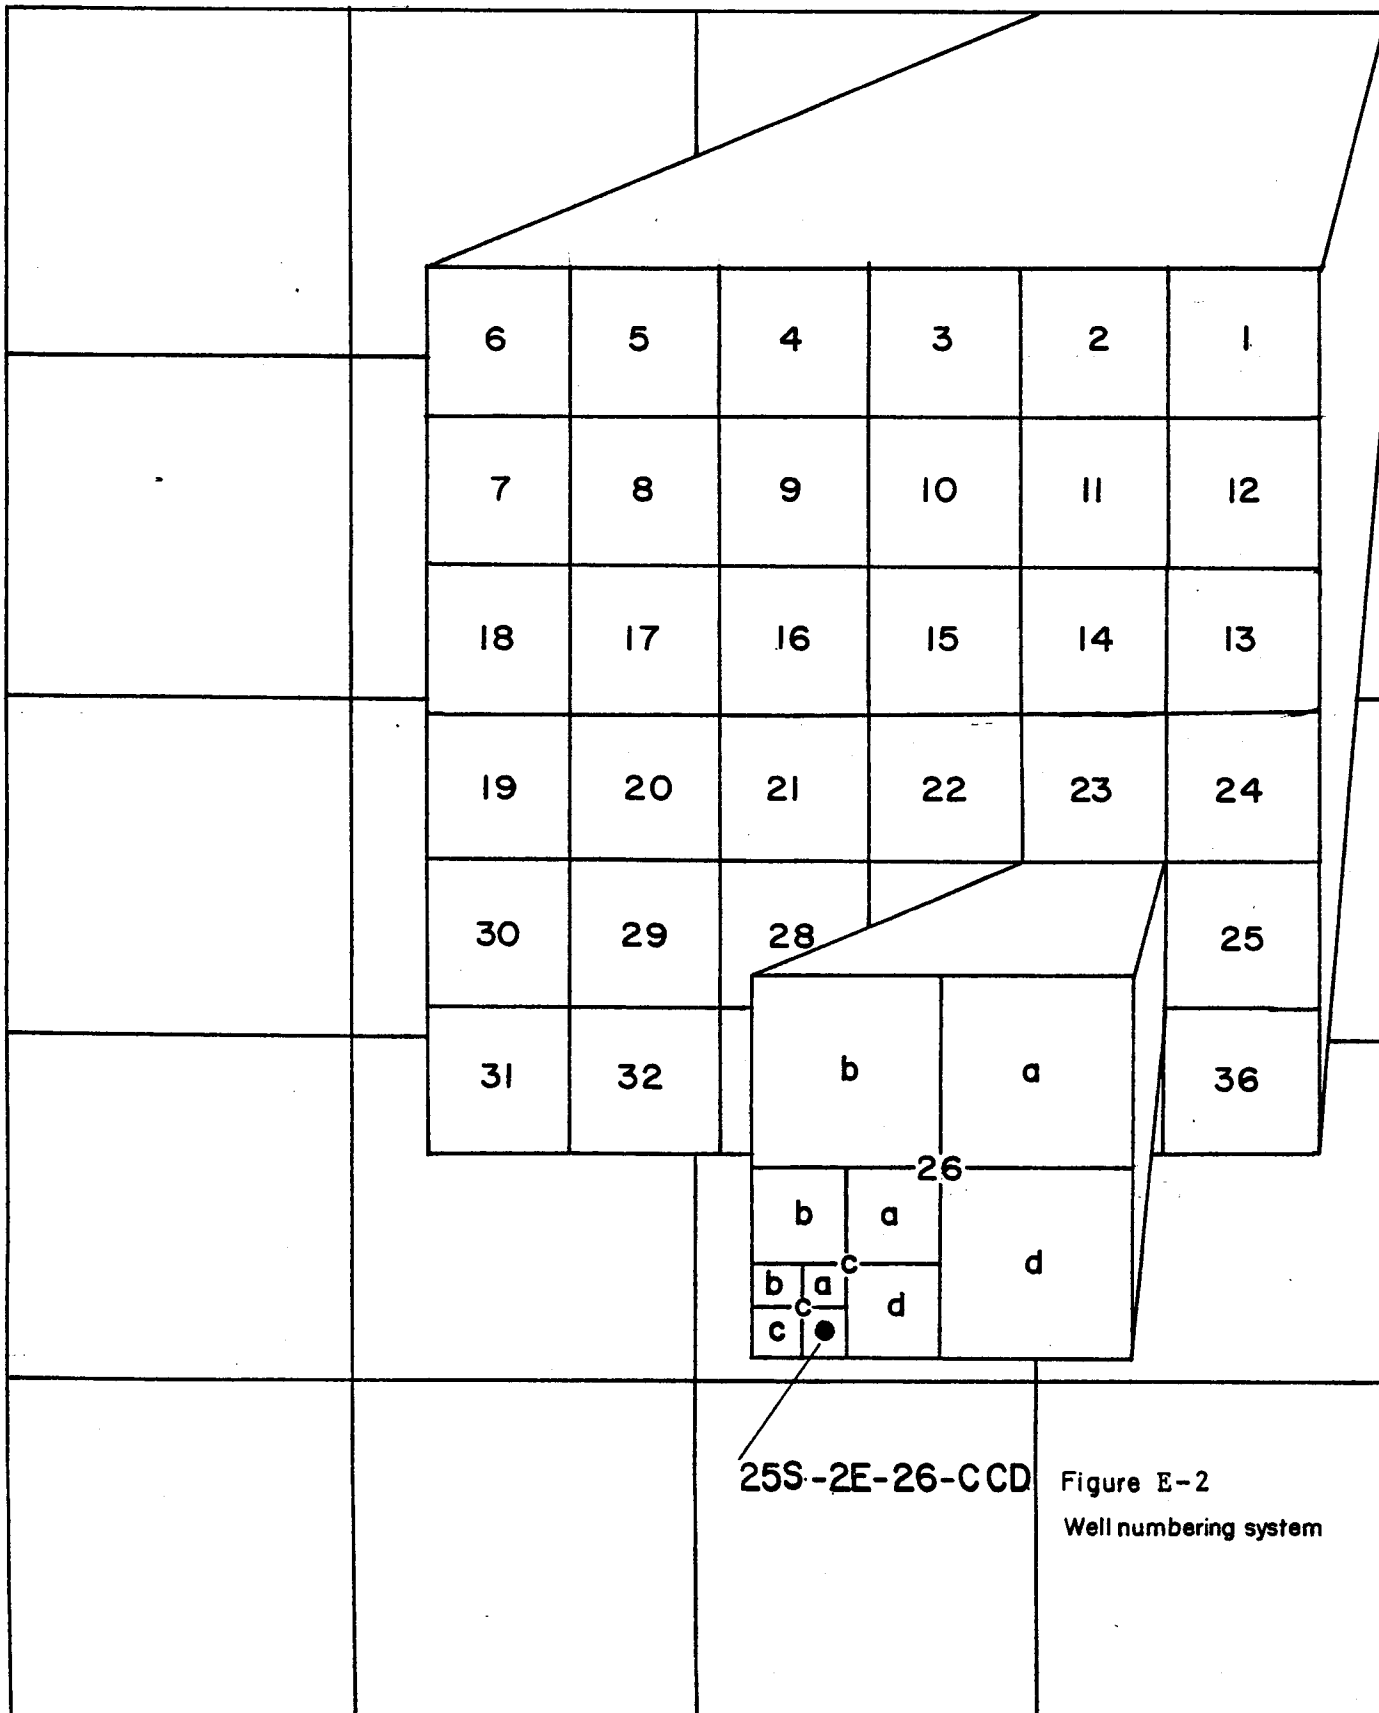 6 5 4 3 2 1
7 8 9 10 11 12
18 17 16 15 14 13
19 20 21 22 23 24
30 29 28 25
31 32 36
b a
26
b a
c
d
b a
c
d
c
25S-2E-26-CCD
Figure E-2
Well numbering system